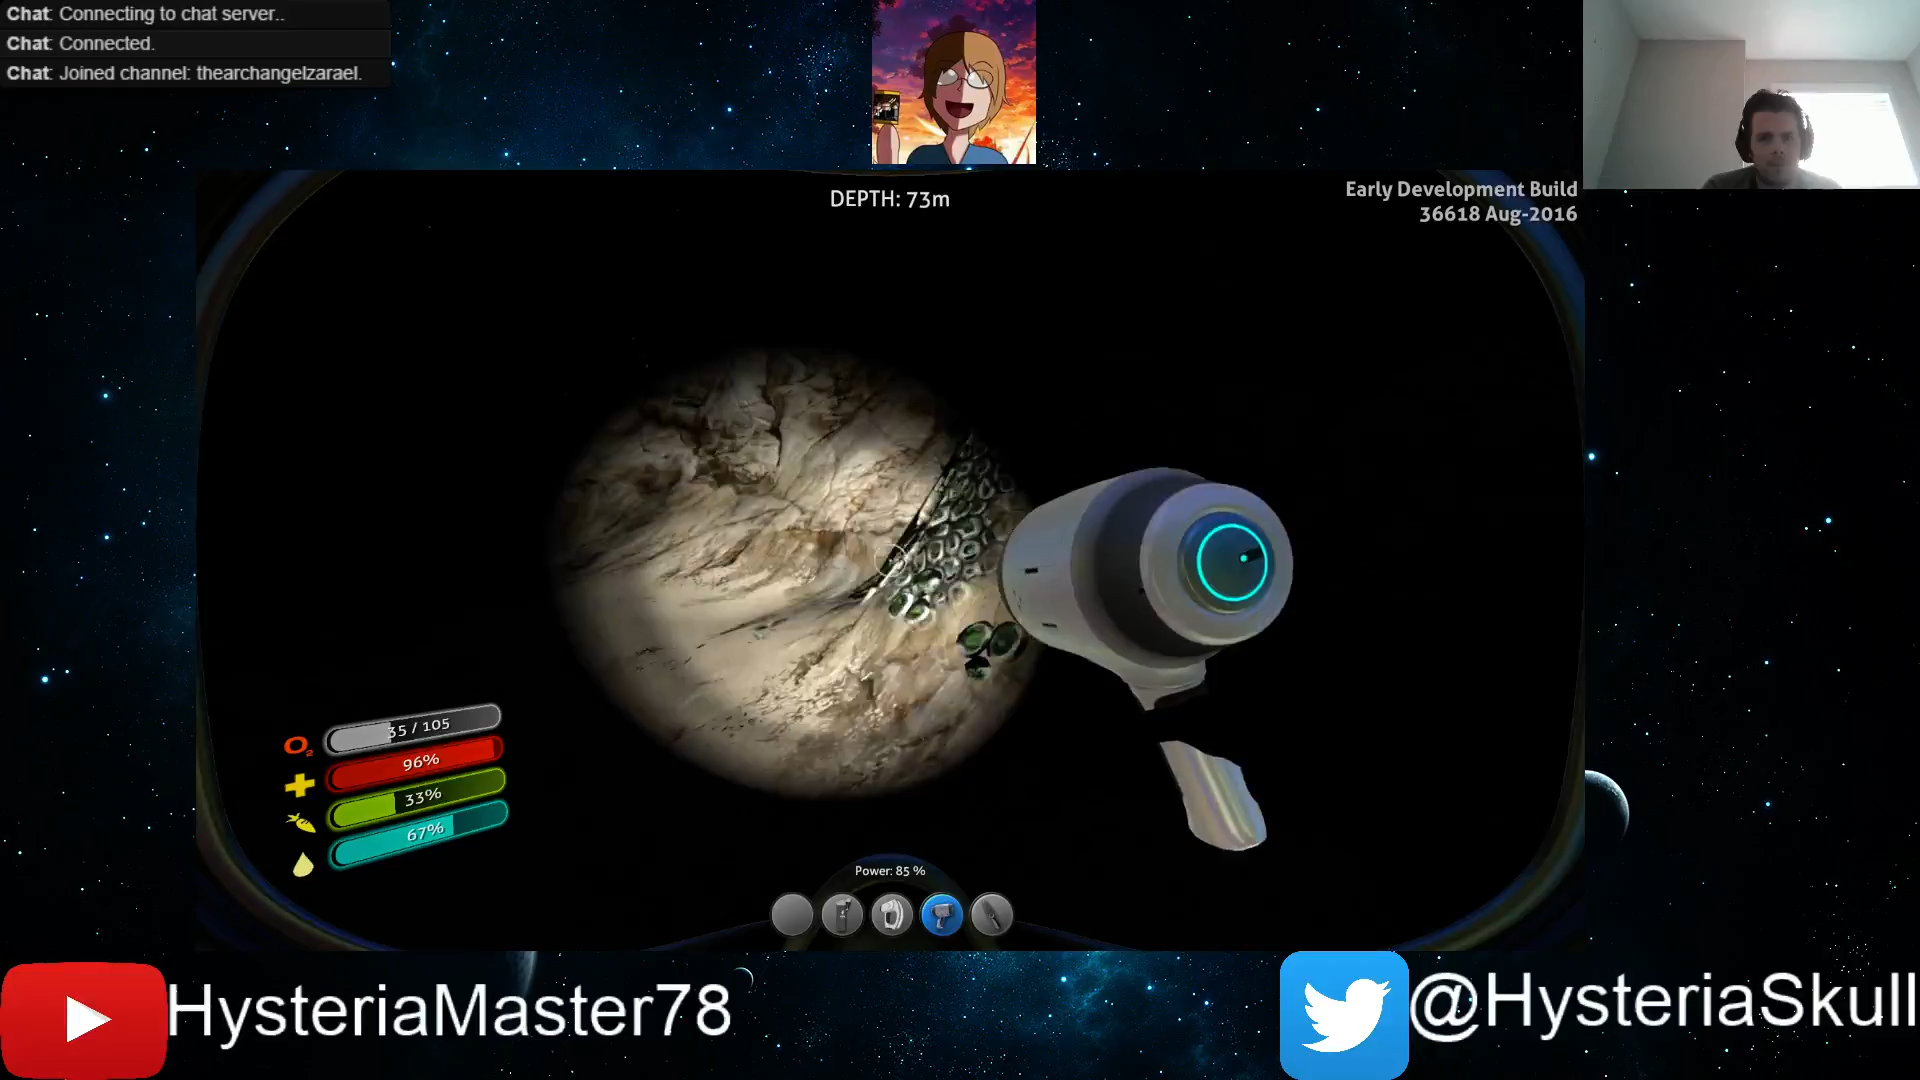 Chat: Connecting to chat server..
Chat: Connected.
Chat: Joined channel: thearchangelzarael.
DEPTH: 73m
Early Development Build
36618 Aug-2016
O₂ 35 / 105
96%
33%
67%
Power: 85 %
HysteriaMaster78
@HysteriaSkull